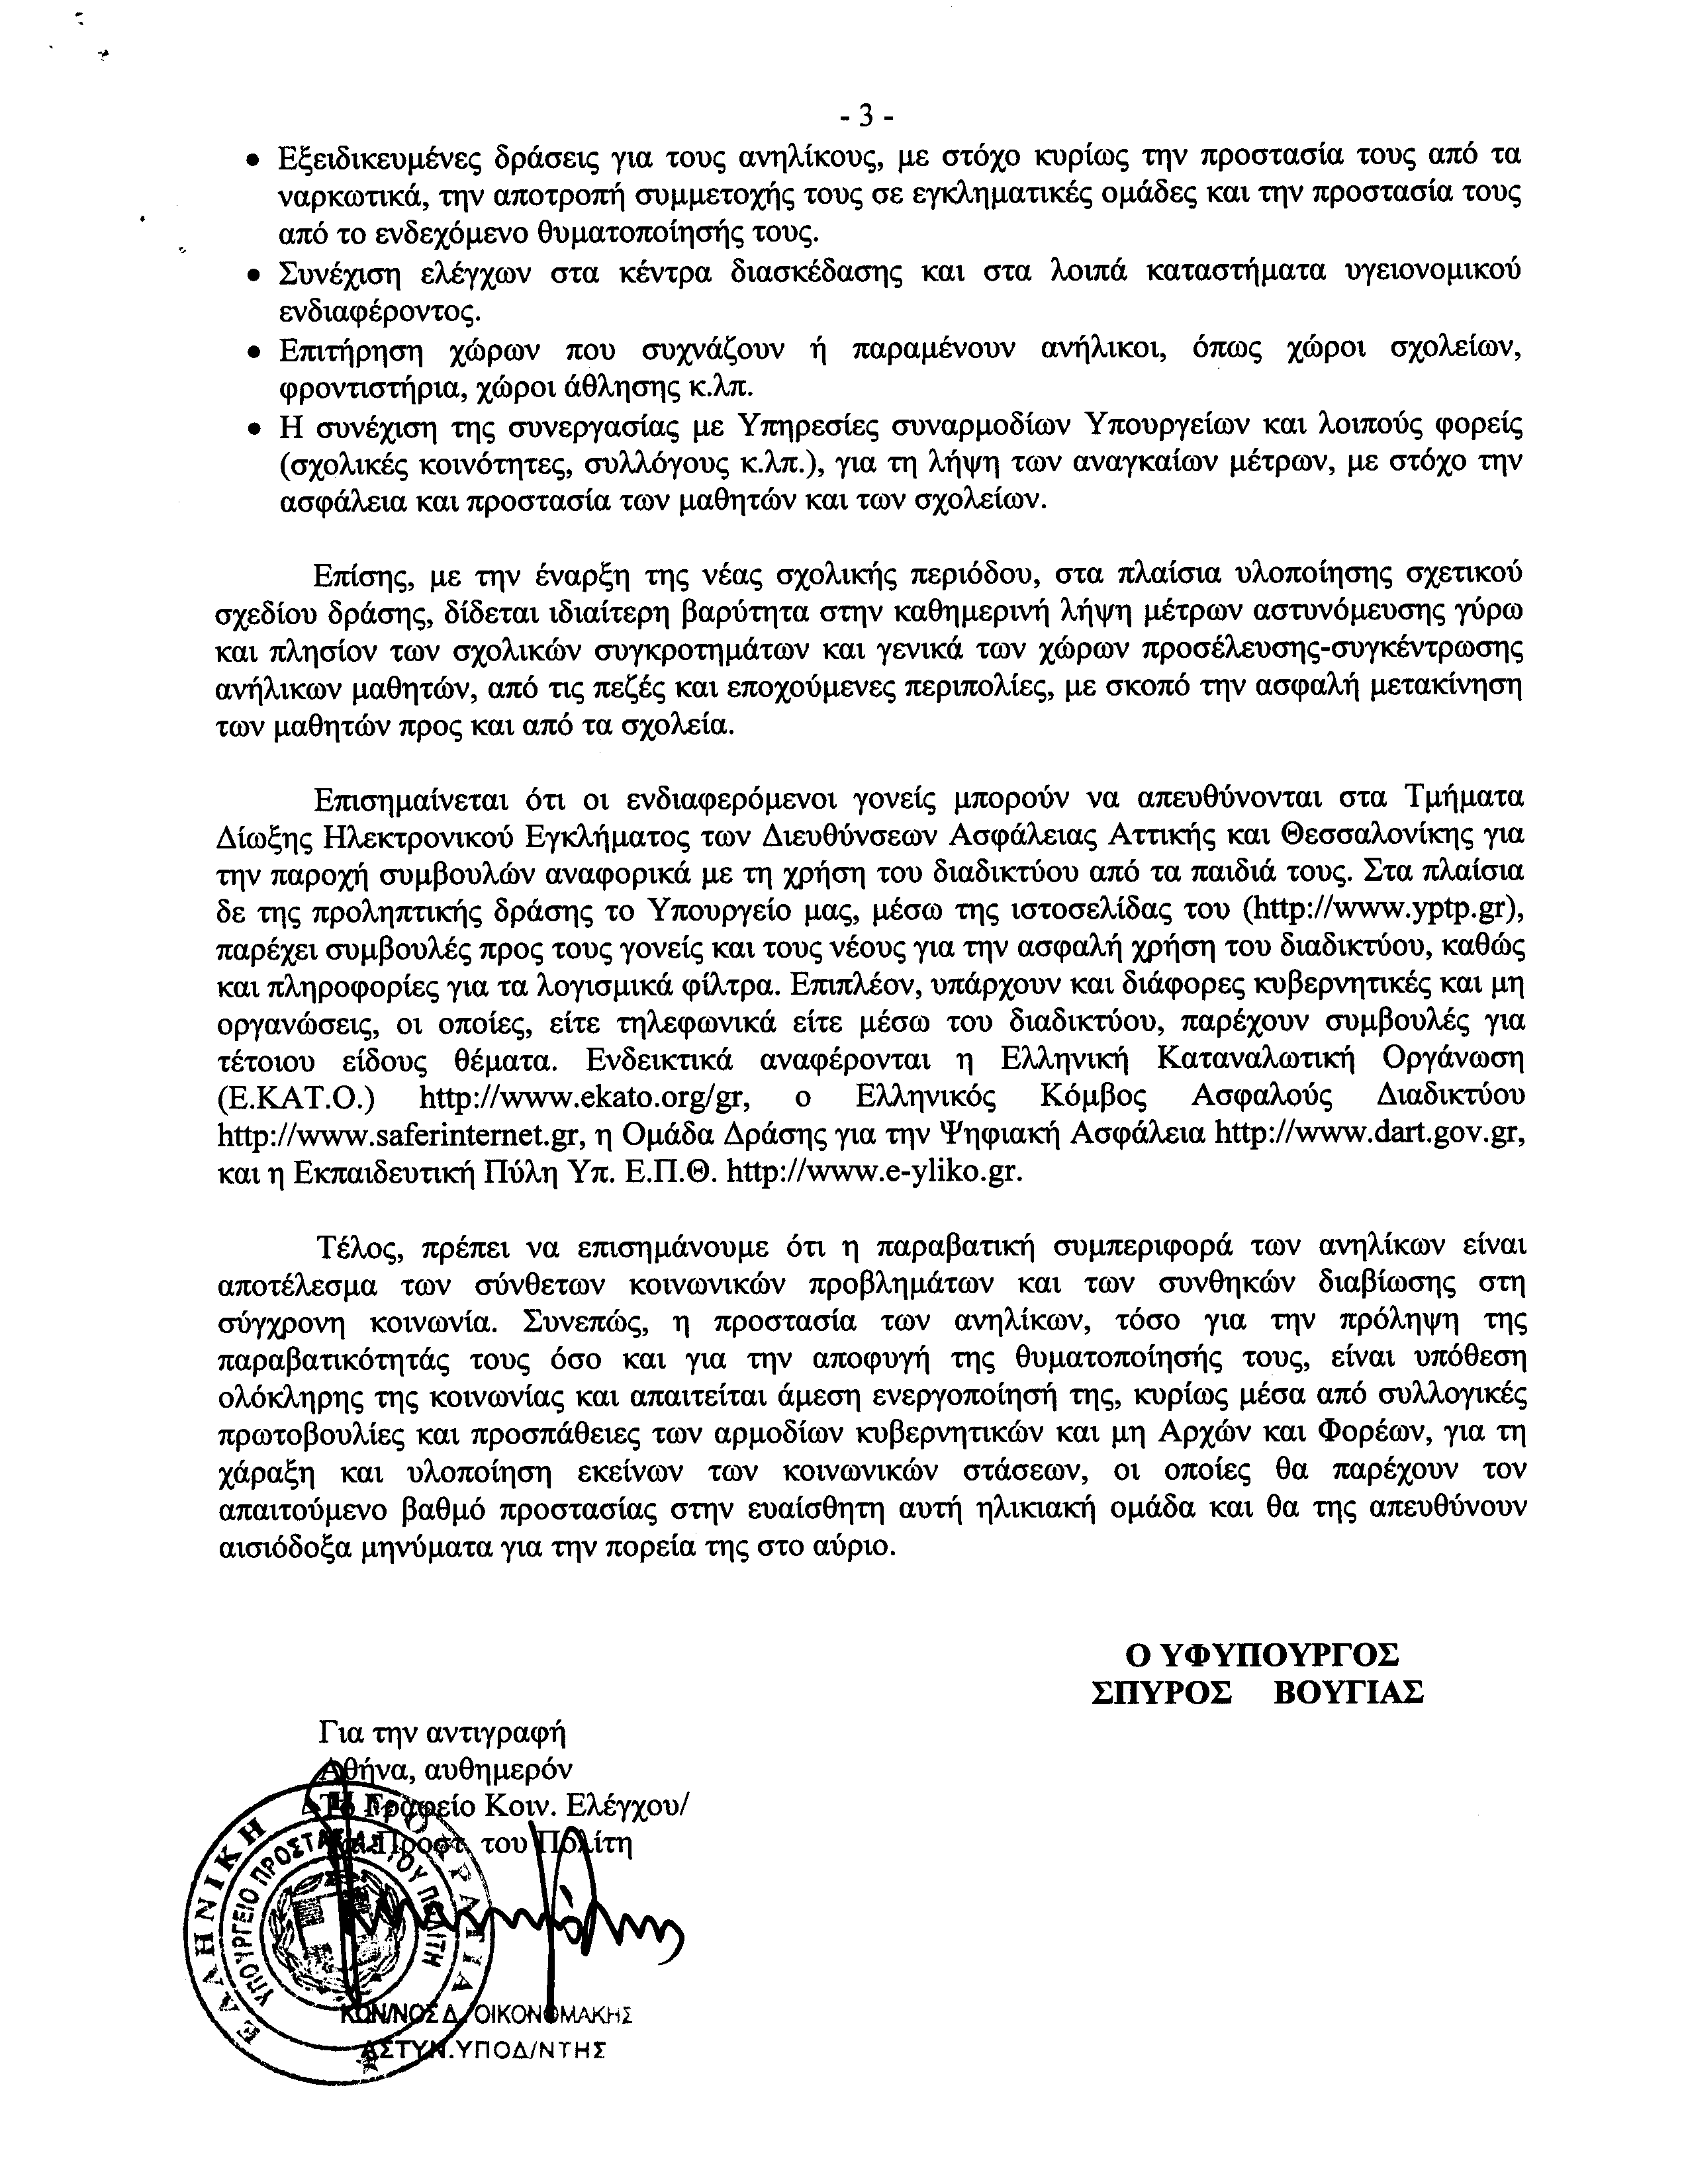 - 3 -
• Εξειδικευμένες δράσεις για τους ανηλίκους, με στόχο κυρίως την προστασία τους από τα
ναρκωτικά, την αποτροπή συμμετοχής τους σε εγκληματικές ομάδες και την προστασία τους
από το ενδεχόμενο θυματοποίησής τους.
• Συνέχιση ελέγχων στα κέντρα διασκέδασης και στα λοιπά καταστήματα υγειονομικού
ενδιαφέροντος.
• Επιτήρηση χώρων που συχνάζουν ή παραμένουν ανήλικοι, όπως χώροι σχολείων,
φροντιστήρια, χώροι άθλησης κ.λπ.
• Η συνέχιση της συνεργασίας με Υπηρεσίες συναρμοδίων Υπουργείων και λοιπούς φορείς
(σχολικές κοινότητες, συλλόγους κ.λπ.), για τη λήψη των αναγκαίων μέτρων, με στόχο την
ασφάλεια και προστασία των μαθητών και των σχολείων.
Επίσης, με την έναρξη της νέας σχολικής περιόδου, στα πλαίσια υλοποίησης σχετικού
σχεδίου δράσης, δίδεται ιδιαίτερη βαρύτητα στην καθημερινή λήψη μέτρων αστυνόμευσης γύρω
και πλησίον των σχολικών συγκροτημάτων και γενικά των χώρων προσέλευσης-συγκέντρωσης
ανήλικων μαθητών, από τις πεζές και εποχούμενες περιπολίες, με σκοπό την ασφαλή μετακίνηση
των μαθητών προς και από τα σχολεία.
Επισημαίνεται ότι οι ενδιαφερόμενοι γονείς μπορούν να απευθύνονται στα Τμήματα
Δίωξης Ηλεκτρονικού Εγκλήματος των Διευθύνσεων Ασφάλειας Αττικής και Θεσσαλονίκης για
την παροχή συμβουλών αναφορικά με τη χρήση του διαδικτύου από τα παιδιά τους. Στα πλαίσια
δε της προληπτικής δράσης το Υπουργείο μας, μέσω της ιστοσελίδας του (http://www.yptp.gr),
παρέχει συμβουλές προς τους γονείς και τους νέους για την ασφαλή χρήση του διαδικτύου, καθώς
και πληροφορίες για τα λογισμικά φίλτρα. Επιπλέον, υπάρχουν και διάφορες κυβερνητικές και μη
οργανώσεις, οι οποίες, είτε τηλεφωνικά είτε μέσω του διαδικτύου, παρέχουν συμβουλές για
τέτοιου είδους θέματα. Ενδεικτικά αναφέρονται η Ελληνική Καταναλωτική Οργάνωση
(Ε.ΚΑΤ.Ο.) http://www.ekato.org/gr, ο Ελληνικός Κόμβος Ασφαλούς Διαδικτύου
http://www.saferinternet.gr, η Ομάδα Δράσης για την Ψηφιακή Ασφάλεια http://www.dart.gov.gr,
και η Εκπαιδευτική Πύλη Υπ. Ε.Π.Θ. http://www.e-yliko.gr.
Τέλος, πρέπει να επισημάνουμε ότι η παραβατική συμπεριφορά των ανηλίκων είναι
αποτέλεσμα των σύνθετων κοινωνικών προβλημάτων και των συνθηκών διαβίωσης στη
σύγχρονη κοινωνία. Συνεπώς, η προστασία των ανηλίκων, τόσο για την πρόληψη της
παραβατικότητάς τους όσο και για την αποφυγή της θυματοποίησής τους, είναι υπόθεση
ολόκληρης της κοινωνίας και απαιτείται άμεση ενεργοποίησή της, κυρίως μέσα από συλλογικές
πρωτοβουλίες και προσπάθειες των αρμοδίων κυβερνητικών και μη Αρχών και Φορέων, για τη
χάραξη και υλοποίηση εκείνων των κοινωνικών στάσεων, οι οποίες θα παρέχουν τον
απαιτούμενο βαθμό προστασίας στην ευαίσθητη αυτή ηλικιακή ομάδα και θα της απευθύνουν
αισιόδοξα μηνύματα για την πορεία της στο αύριο.
Ο ΥΦΥΠΟΥΡΓΟΣ
ΣΠΥΡΟΣ ΒΟΥΓΙΑΣ
Για την αντιγραφή
Αθήνα, αυθημερόν
Το Γραφείο Κοιν. Ελέγχου/
Προστ. του Πολίτη
ΕΛΛΗΝΙΚΗ ΔΗΜΟΚΡΑΤΙΑ
ΥΠΟΥΡΓΕΙΟ ΠΡΟΣΤΑΣΙΑΣ ΤΟΥ ΠΟΛΙΤΗ
ΚΩΝ/ΝΟΣ Δ. ΟΙΚΟΝΟΜΑΚΗΣ
ΑΣΤΥΝ.ΥΠΟΔ/ΝΤΗΣ